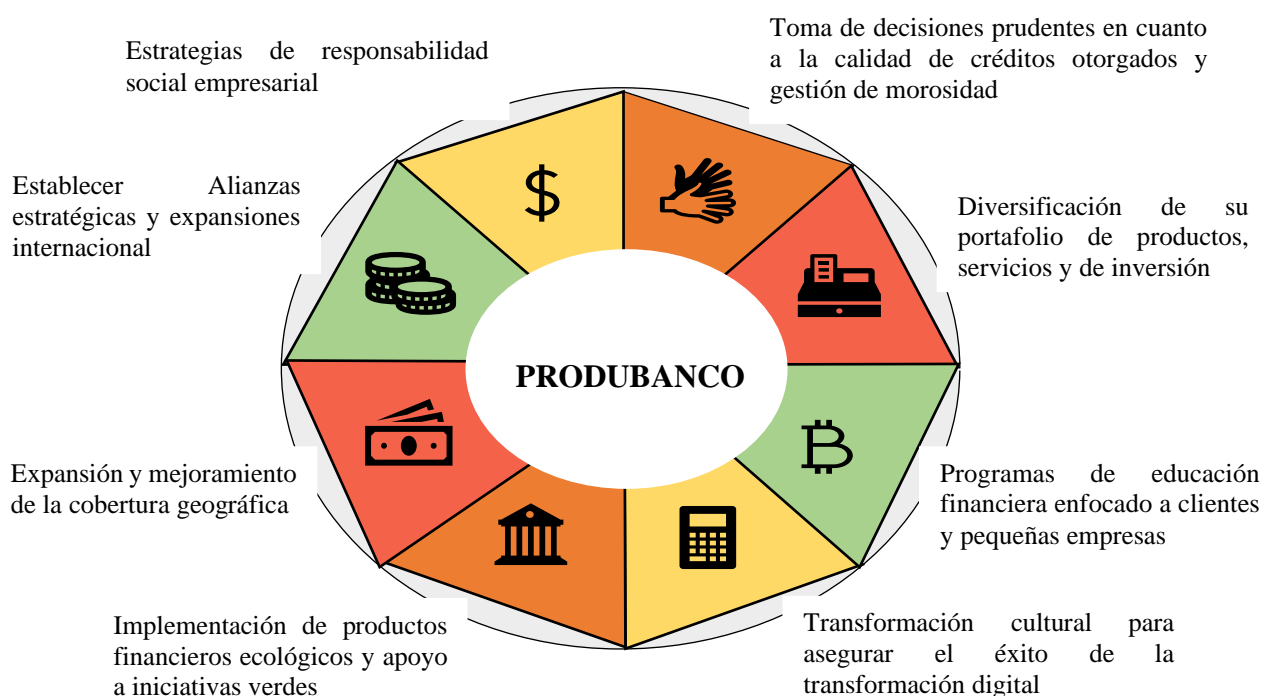 Estrategias de responsabilidad
social empresarial
Toma de decisiones prudentes en cuanto
a la calidad de créditos otorgados y
gestión de morosidad
Establecer Alianzas
estratégicas y expansiones
internacional
Diversificación de su
portafolio de productos,
servicios y de inversión
PRODUBANCO
Expansión y mejoramiento
de la cobertura geográfica
Programas de educación
financiera enfocado a clientes
y pequeñas empresas
Implementación de productos
financieros ecológicos y apoyo
a iniciativas verdes
Transformación cultural para
asegurar el éxito de la
transformación digital